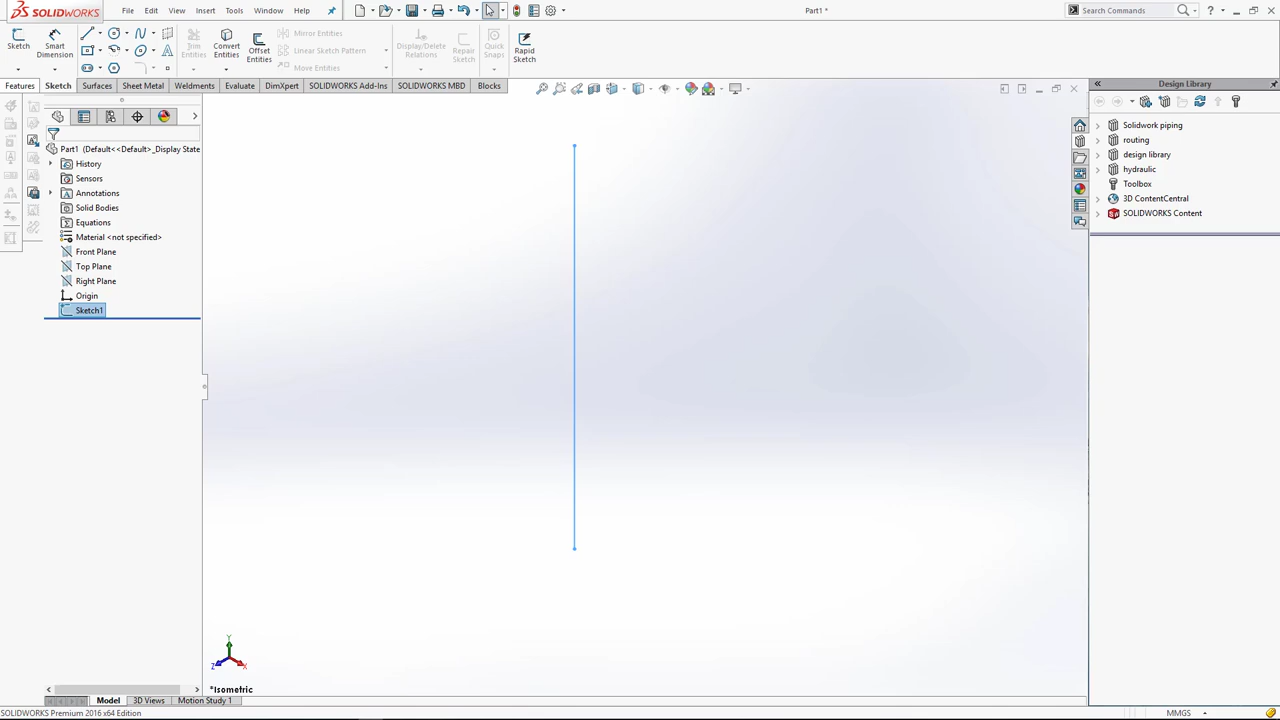 SOLIDWORKS File Edit View Insert Tools Window Help Part1 * Search Commands ?
Sketch Smart Dimension Trim Entities Convert Entities Offset Entities Mirror Entities Linear Sketch Pattern Move Entities Display/Delete Relations Repair Sketch Quick Snaps Rapid Sketch
Features Sketch Surfaces Sheet Metal Weldments Evaluate DimXpert SOLIDWORKS Add-Ins SOLIDWORKS MBD Blocks
Design Library
Part1 (Default<<Default>_Display State
History
Sensors
Annotations
Solid Bodies
Equations
Material <not specified>
Front Plane
Top Plane
Right Plane
Origin
Sketch1
Solidwork piping
routing
design library
hydraulic
Toolbox
3D ContentCentral
SOLIDWORKS Content
Y
Z X
*Isometric
Model 3D Views Motion Study 1
SOLIDWORKS Premium 2016 x64 Edition MMGS